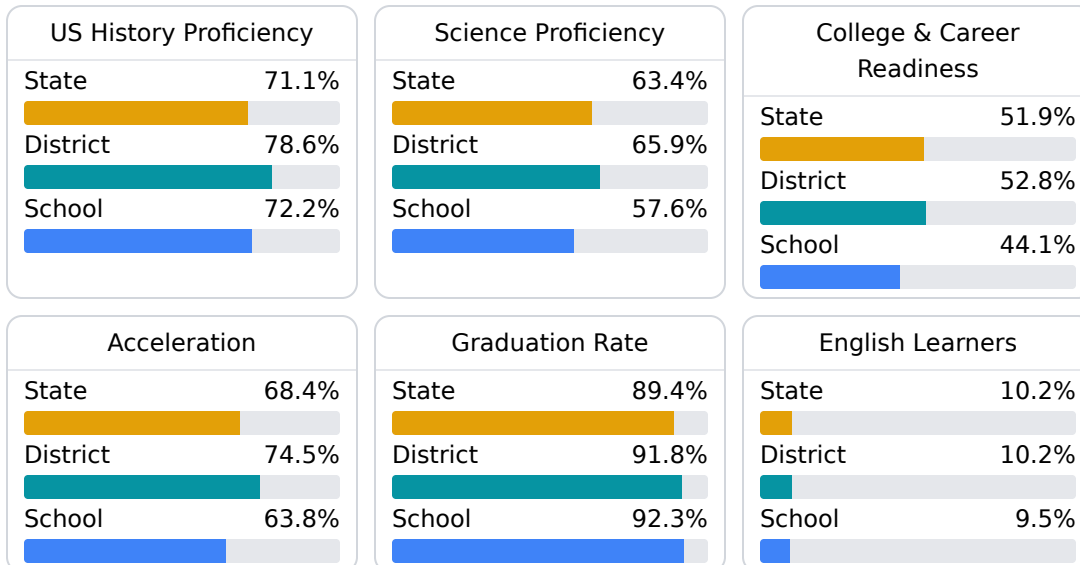 US History Proficiency
State 71.1%
District 78.6%
School 72.2%
Science Proficiency
State 63.4%
District 65.9%
School 57.6%
College & Career
Readiness
State 51.9%
District 52.8%
School 44.1%
Acceleration
State 68.4%
District 74.5%
School 63.8%
Graduation Rate
State 89.4%
District 91.8%
School 92.3%
English Learners
State 10.2%
District 10.2%
School 9.5%